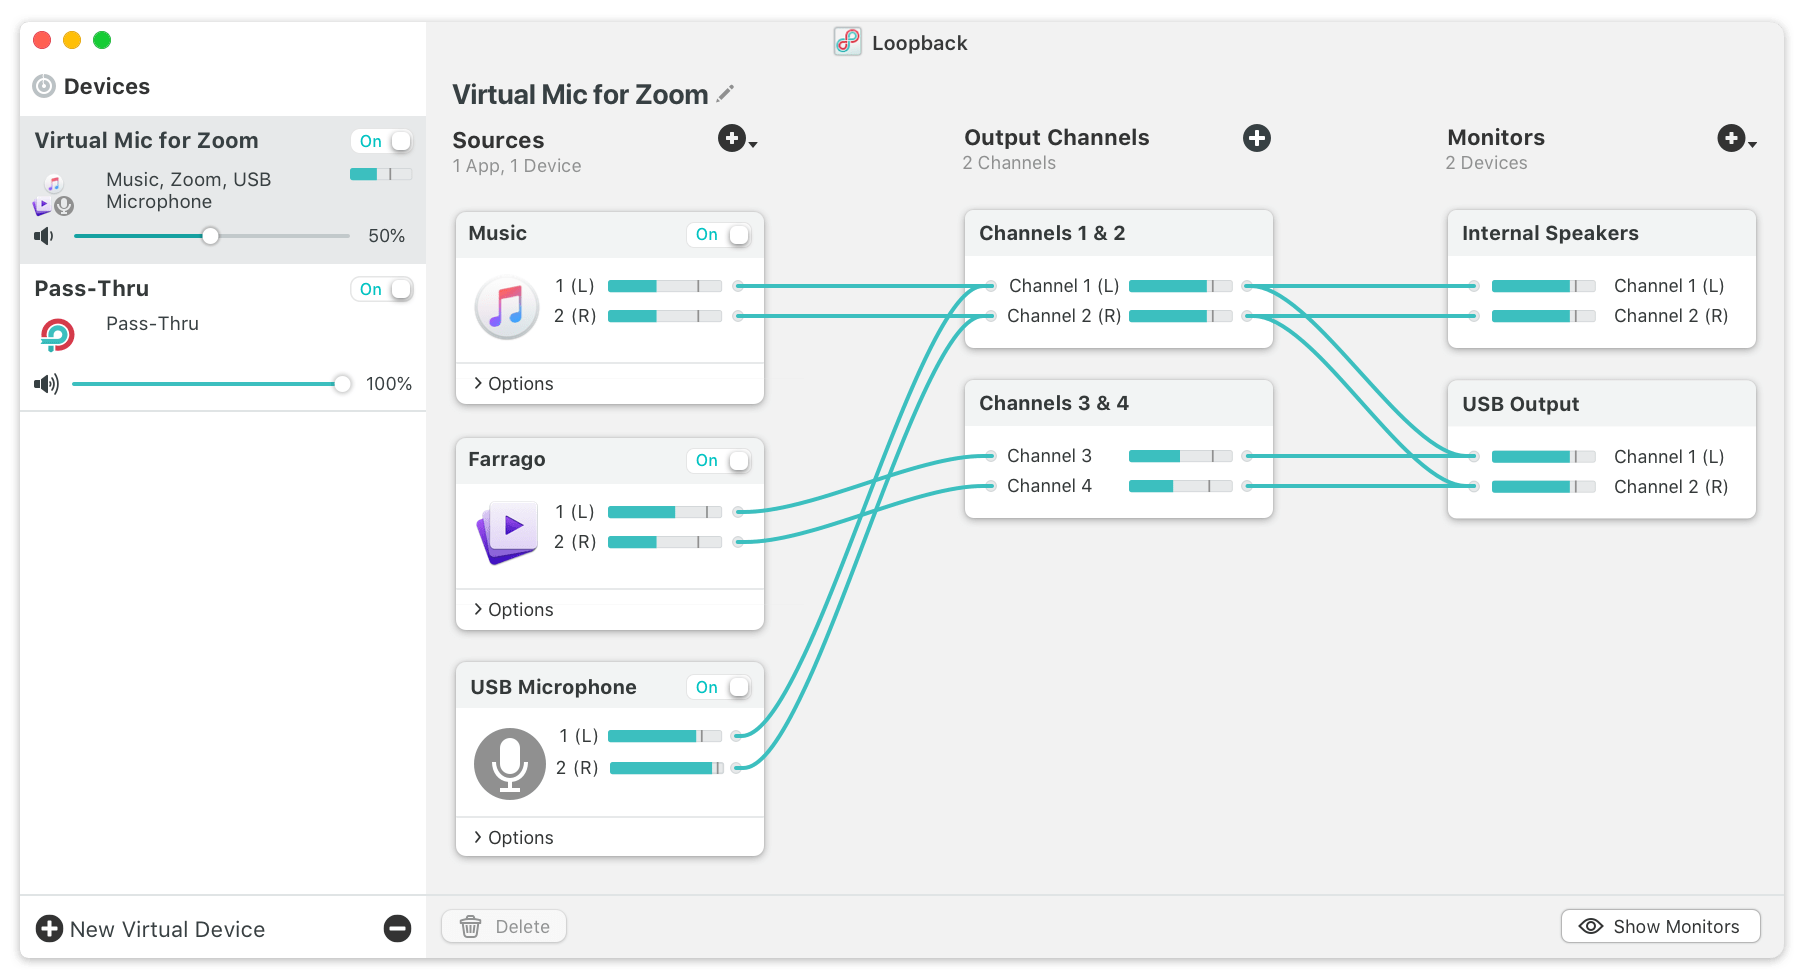 Loopback
Devices
Virtual Mic for Zoom
On
Music, Zoom, USB
Microphone
50%
Pass-Thru
On
Pass-Thru
100%
New Virtual Device
Virtual Mic for Zoom
Sources
1 App, 1 Device
Music
On
1 (L)
2 (R)
Options
Farrago
On
1 (L)
2 (R)
Options
USB Microphone
On
1 (L)
2 (R)
Options
Output Channels
2 Channels
Channels 1 & 2
Channel 1 (L)
Channel 2 (R)
Channels 3 & 4
Channel 3
Channel 4
Monitors
2 Devices
Internal Speakers
Channel 1 (L)
Channel 2 (R)
USB Output
Channel 1 (L)
Channel 2 (R)
Delete
Show Monitors